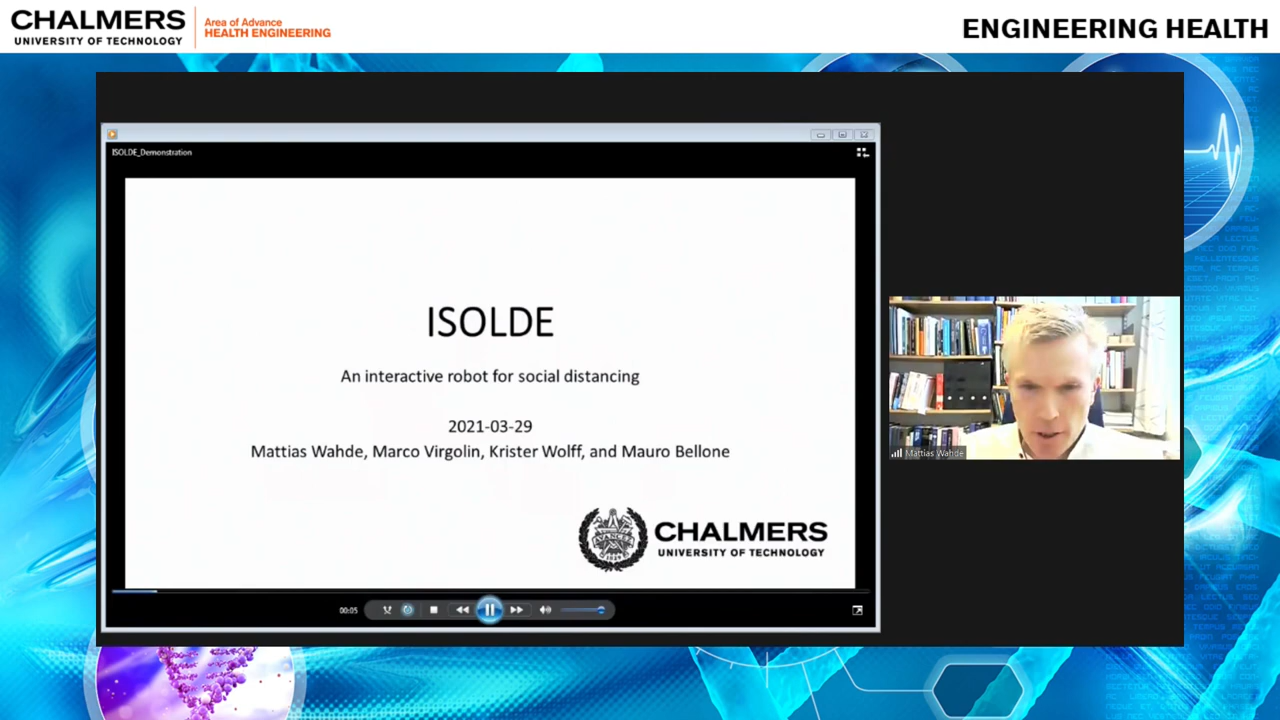 CHALMERS
UNIVERSITY OF TECHNOLOGY
Area of Advance
HEALTH ENGINEERING
ENGINEERING HEALTH
ISOLDE_Demonstration
ISOLDE
An interactive robot for social distancing
2021-03-29
Mattias Wahde, Marco Virgolin, Krister Wolff, and Mauro Bellone
CHALMERS
UNIVERSITY OF TECHNOLOGY
00:05
Mattias Wahde